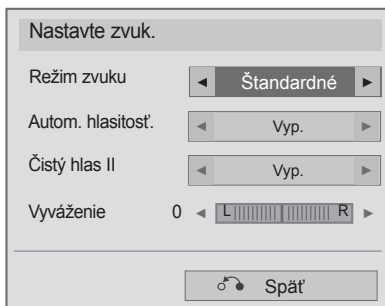 Nastavte zvuk.
Režim zvuku ◄ Štandardné ►
Autom. hlasitosť. ◄ Vyp. ►
Čistý hlas II ◄ Vyp. ►
Vyváženie 0 ◄ L R ►
Späť